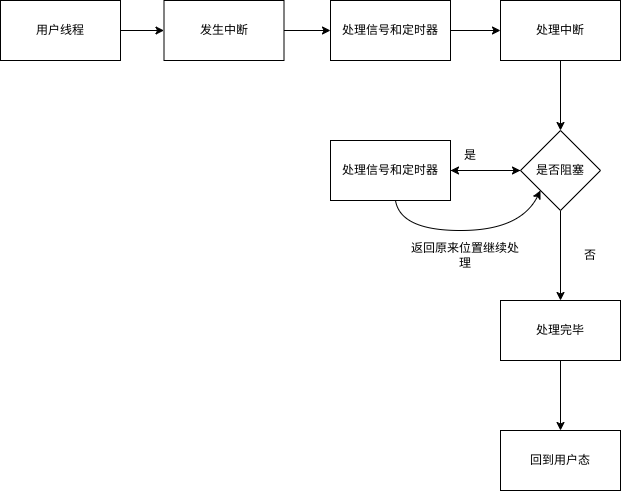 用户线程
发生中断
处理信号和定时器
处理中断
处理信号和定时器
是
是否阻塞
返回原来位置继续处
理
否
处理完毕
回到用户态